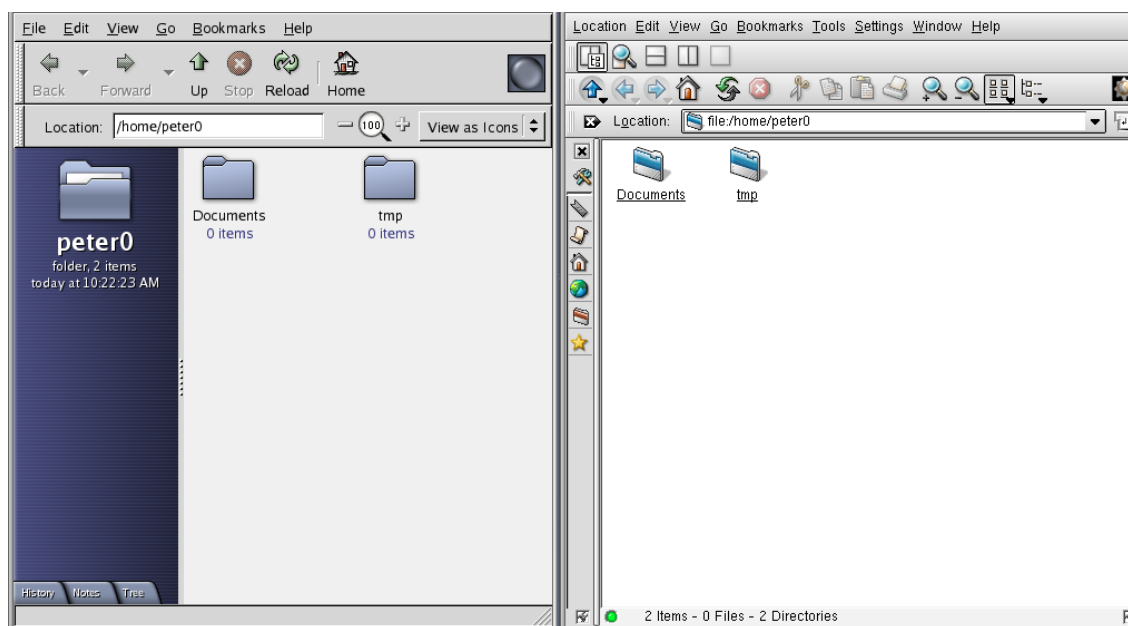 File Edit View Go Bookmarks Help
Back Forward Up Stop Reload Home
Location: /home/peter0 100 View as Icons
peter0
folder, 2 items
today at 10:22:23 AM
Documents tmp
0 items 0 items
History Notes Tree
Location Edit View Go Bookmarks Tools Settings Window Help
Location: file:/home/peter0
Documents tmp
2 Items - 0 Files - 2 Directories